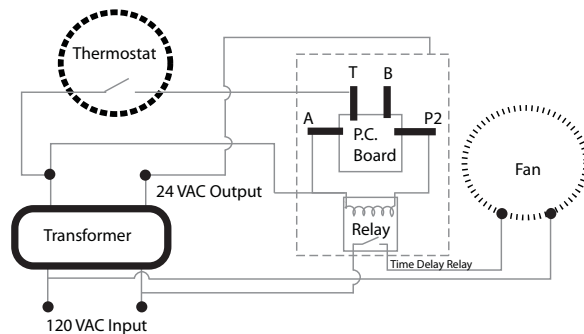 Thermostat
T
B
A
P2
P.C.
Board
Fan
24 VAC Output
Transformer
Relay
Time Delay Relay
120 VAC Input